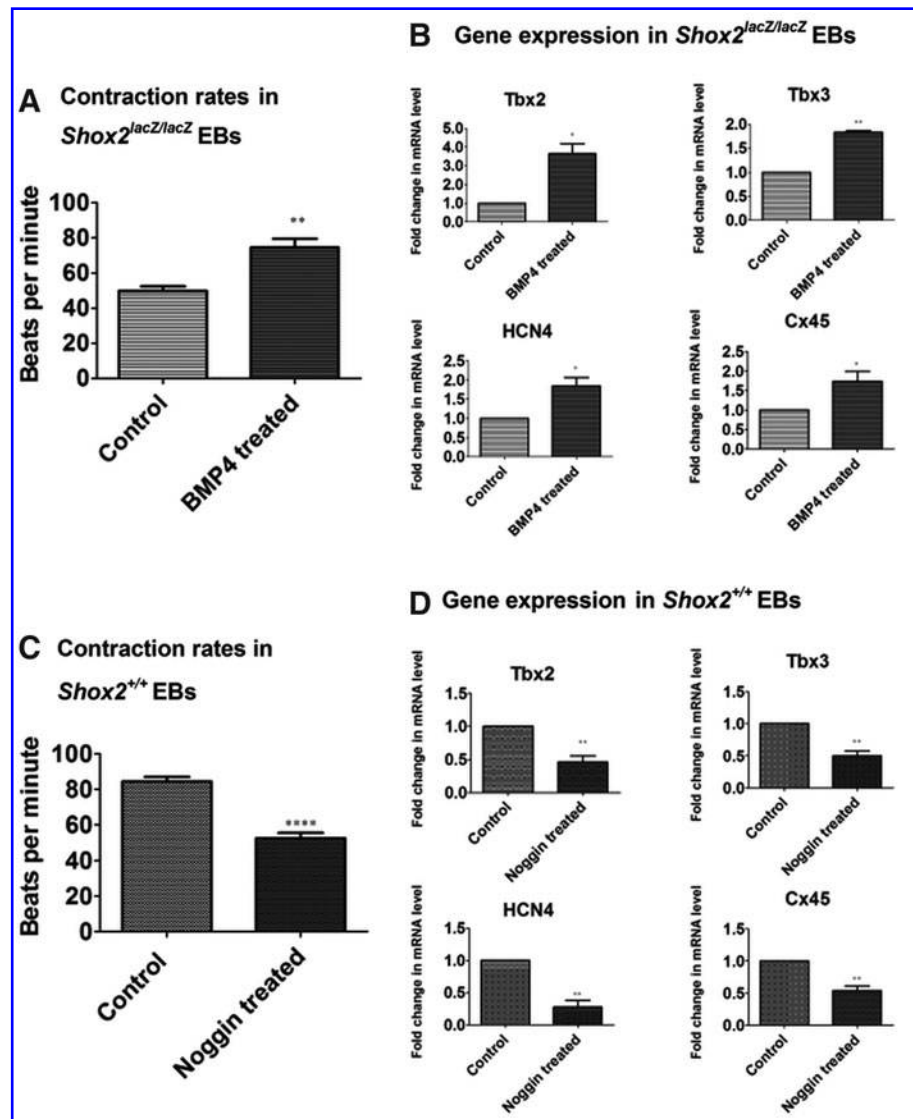 A Contraction rates in
Shox2lacZ/lacZ EBs
Beats per minute
100
80
60
40
20
0
**
Control
BMP4 treated
B Gene expression in Shox2lacZ/lacZ EBs
Tbx2
Fold change in mRNA level
5.0
4.0
3.0
2.0
1.0
0.0
*
Control
BMP4 treated
Tbx3
Fold change in mRNA level
2.0
1.5
1.0
0.5
0.0
**
Control
BMP4 treated
HCN4
Fold change in mRNA level
2.5
2.0
1.5
1.0
0.5
0.0
*
Control
BMP4 treated
Cx45
Fold change in mRNA level
2.5
2.0
1.5
1.0
0.5
0.0
*
Control
BMP4 treated
C Contraction rates in
Shox2+/+ EBs
Beats per minute
100
80
60
40
20
0
****
Control
Noggin treated
D Gene expression in Shox2+/+ EBs
Tbx2
Fold change in mRNA level
1.5
1.0
0.5
0.0
**
Control
Noggin treated
Tbx3
Fold change in mRNA level
1.5
1.0
0.5
0.0
**
Control
Noggin treated
HCN4
Fold change in mRNA level
1.5
1.0
0.5
0.0
**
Control
Noggin treated
Cx45
Fold change in mRNA level
1.5
1.0
0.5
0.0
**
Control
Noggin treated